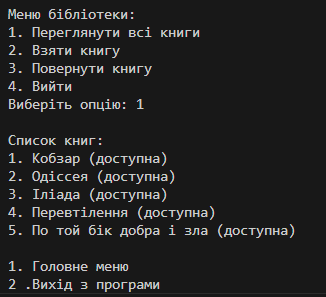 Меню бібліотеки:
1. Переглянути всі книги
2. Взяти книгу
3. Повернути книгу
4. Вийти
Виберіть опцію: 1
Список книг:
1. Кобзар (доступна)
2. Одіссея (доступна)
3. Іліада (доступна)
4. Перевтілення (доступна)
5. По той бік добра і зла (доступна)
1. Головне меню
2 .Вихід з програми